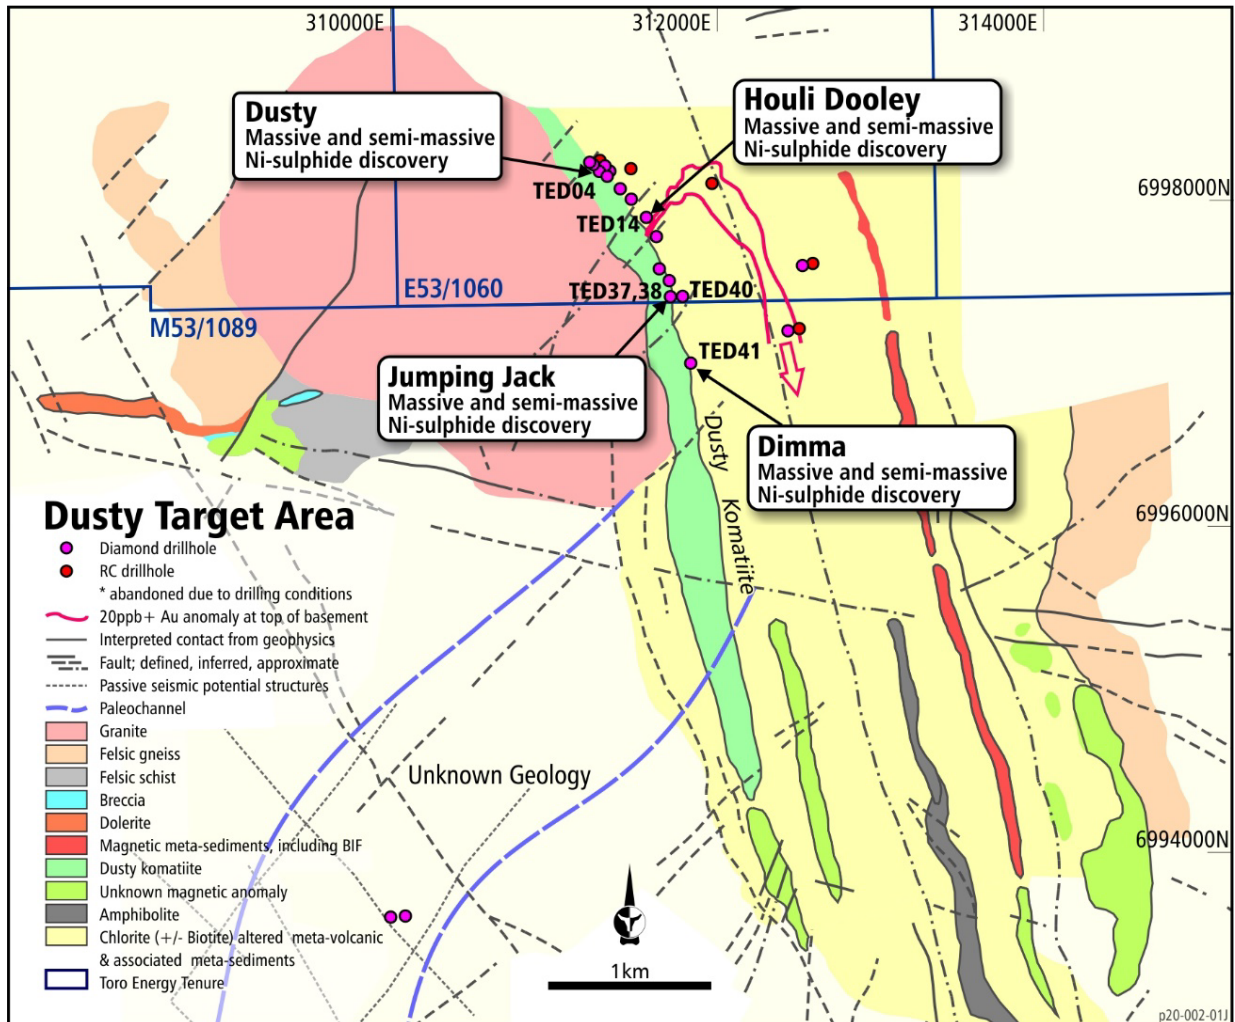 310000E
312000E
314000E
Dusty
Massive and semi-massive
Ni-sulphide discovery
Houli Dooley
Massive and semi-massive
Ni-sulphide discovery
TED04
6998000N
TED14
E53/1060
TED37,38
TED40
M53/1089
TED41
Jumping Jack
Massive and semi-massive
Ni-sulphide discovery
Dusty Komatiite
Dimma
Massive and semi-massive
Ni-sulphide discovery
6996000N
Dusty Target Area
Diamond drillhole
RC drillhole
* abandoned due to drilling conditions
20ppb+ Au anomaly at top of basement
Interpreted contact from geophysics
Fault; defined, inferred, approximate
Passive seismic potential structures
Paleochannel
Granite
Felsic gneiss
Felsic schist
Breccia
Dolerite
Magnetic meta-sediments, including BIF
Dusty komatiite
Unknown magnetic anomaly
Amphibolite
Chlorite (+/- Biotite) altered meta-volcanic
& associated meta-sediments
Toro Energy Tenure
Unknown Geology
6994000N
1km
p20-002-01J